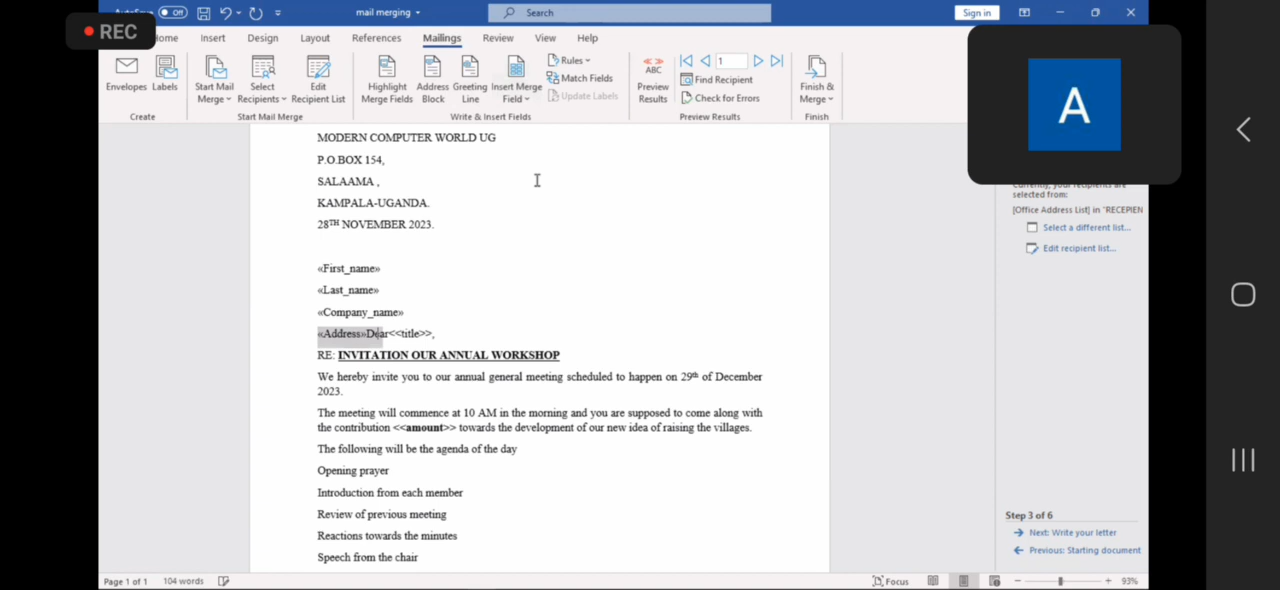 REC
AutoSave Off mail merging Search Sign in
Home Insert Design Layout References Mailings Review View Help
Envelopes Labels Start Mail Merge Select Recipients Edit Recipient List Highlight Merge Fields Address Block Greeting Line Insert Merge Field Rules Match Fields Update Labels ABC Preview Results 1 Find Recipient Check for Errors Finish & Merge
Create Start Mail Merge Write & Insert Fields Preview Results Finish
A
MODERN COMPUTER WORLD UG
P.O.BOX 154,
SALAAMA ,
KAMPALA-UGANDA.
28TH NOVEMBER 2023.
«First_name»
«Last_name»
«Company_name»
«Address»Dear<<title>>,
RE: INVITATION OUR ANNUAL WORKSHOP
We hereby invite you to our annual general meeting scheduled to happen on 29th of December
2023.
The meeting will commence at 10 AM in the morning and you are supposed to come along with
the contribution <<amount>> towards the development of our new idea of raising the villages.
The following will be the agenda of the day
Opening prayer
Introduction from each member
Review of previous meeting
Reactions towards the minutes
Speech from the chair
Currently, your recipients are
selected from:
[Office Address List] in "RECEPIEN
Select a different list...
Edit recipient list...
Step 3 of 6
Next: Write your letter
Previous: Starting document
Page 1 of 1 104 words Focus 93%